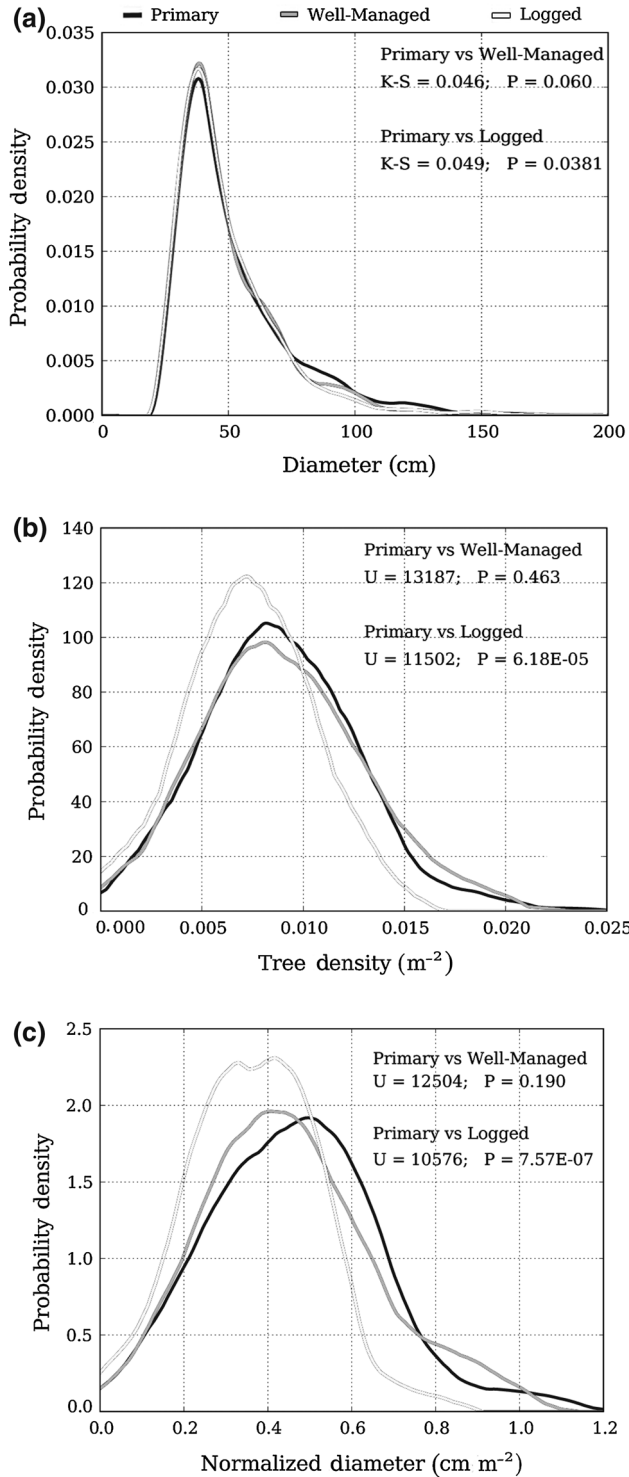 (a)
Primary Well-Managed Logged
0.035
0.030
0.025
0.020
0.015
0.010
0.005
0.000
Probability density
Primary vs Well-Managed
K-S = 0.046; P = 0.060
Primary vs Logged
K-S = 0.049; P = 0.0381
0 50 100 150 200
Diameter (cm)
(b)
140
120
100
80
60
40
20
0
Probability density
Primary vs Well-Managed
U = 13187; P = 0.463
Primary vs Logged
U = 11502; P = 6.18E-05
0.000 0.005 0.010 0.015 0.020 0.025
Tree density (m⁻²)
(c)
2.5
2.0
1.5
1.0
0.5
0.0
Probability density
Primary vs Well-Managed
U = 12504; P = 0.190
Primary vs Logged
U = 10576; P = 7.57E-07
0.0 0.2 0.4 0.6 0.8 1.0 1.2
Normalized diameter (cm m⁻²)